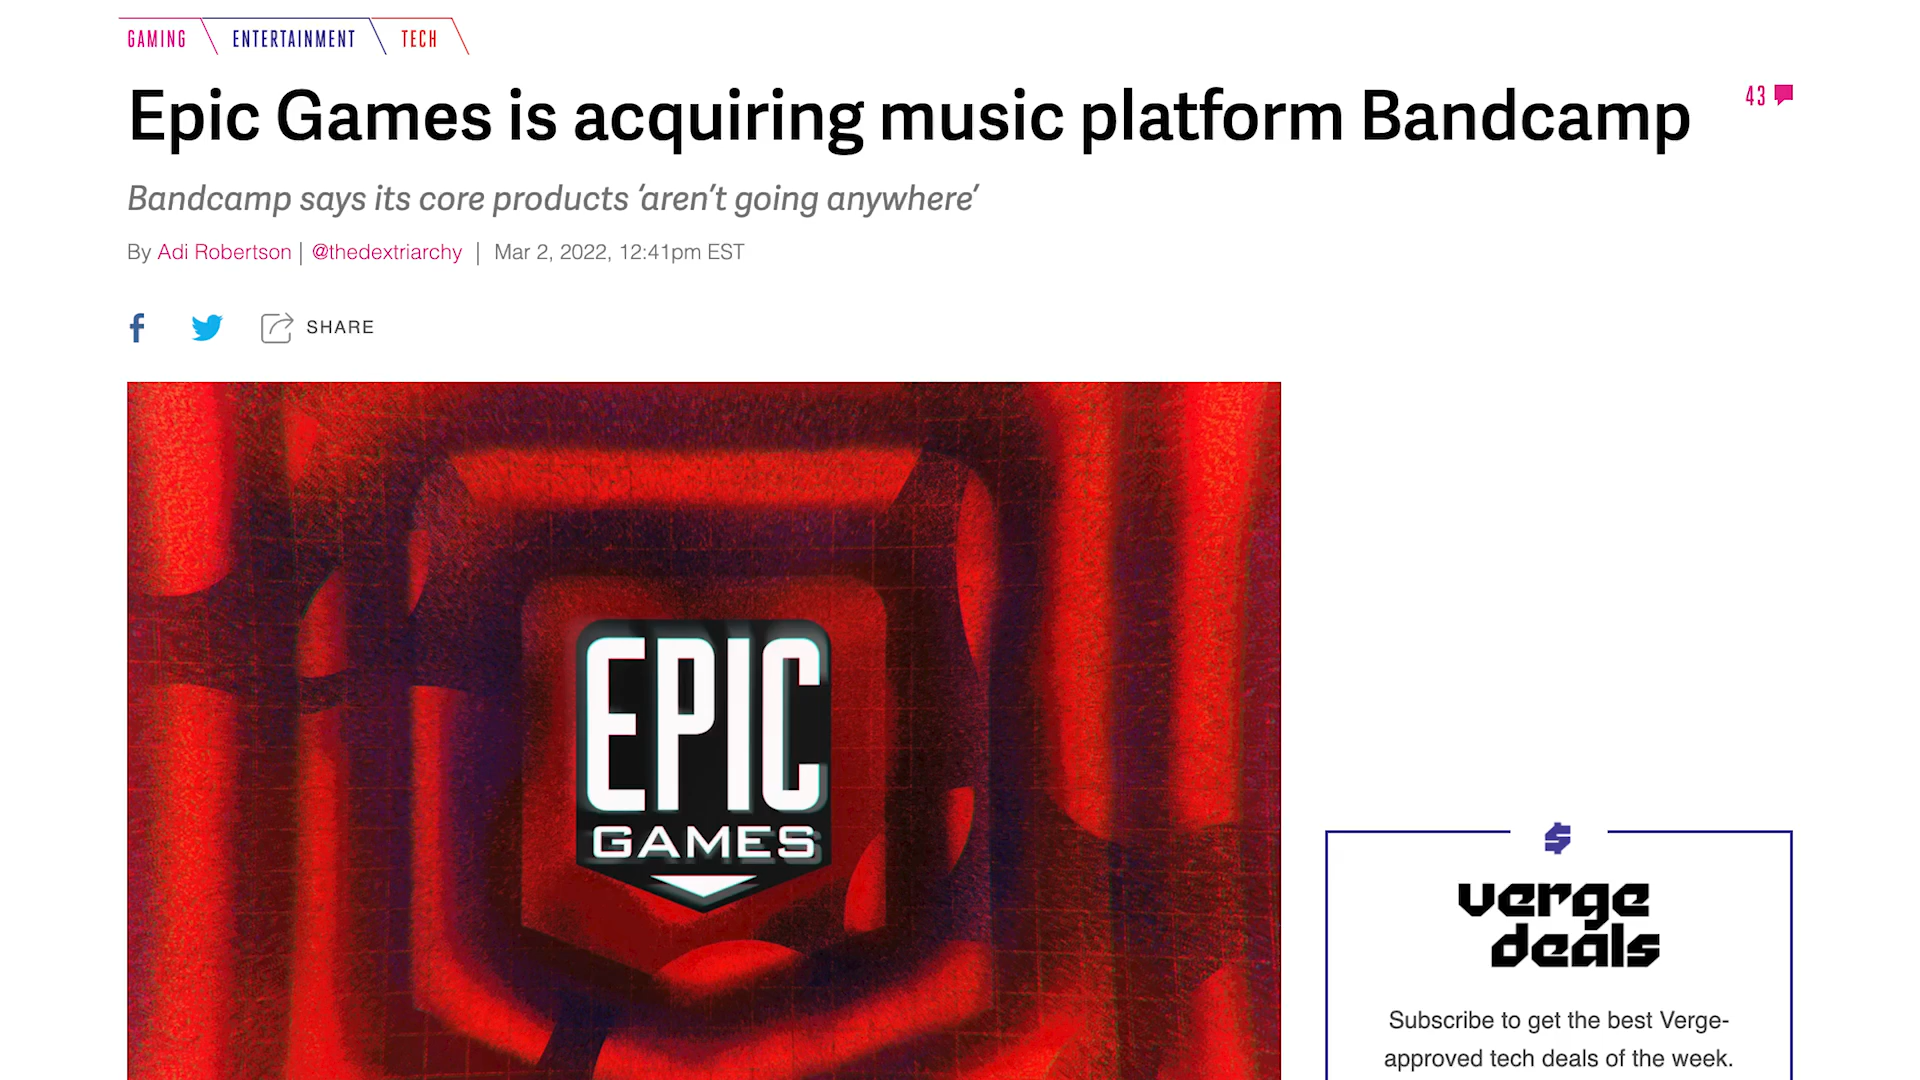 GAMING ENTERTAINMENT TECH
Epic Games is acquiring music platform Bandcamp
43
Bandcamp says its core products ‘aren’t going anywhere’
By Adi Robertson | @thedextriarchy | Mar 2, 2022, 12:41pm EST
SHARE
EPIC
GAMES
verge
deals
Subscribe to get the best Verge-
approved tech deals of the week.